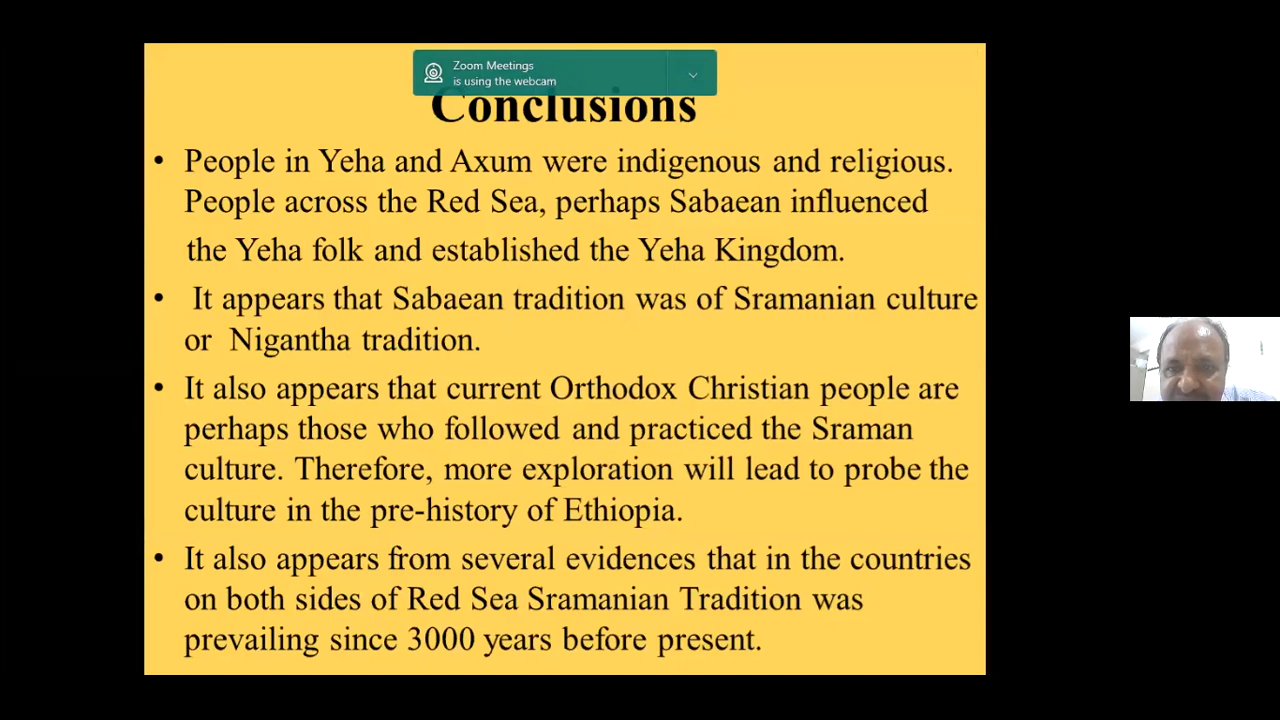 Zoom Meetings
is using the webcam
Conclusions
• People in Yeha and Axum were indigenous and religious.
People across the Red Sea, perhaps Sabaean influenced
the Yeha folk and established the Yeha Kingdom.
• It appears that Sabaean tradition was of Sramanian culture
or Nigantha tradition.
• It also appears that current Orthodox Christian people are
perhaps those who followed and practiced the Sraman
culture. Therefore, more exploration will lead to probe the
culture in the pre-history of Ethiopia.
• It also appears from several evidences that in the countries
on both sides of Red Sea Sramanian Tradition was
prevailing since 3000 years before present.